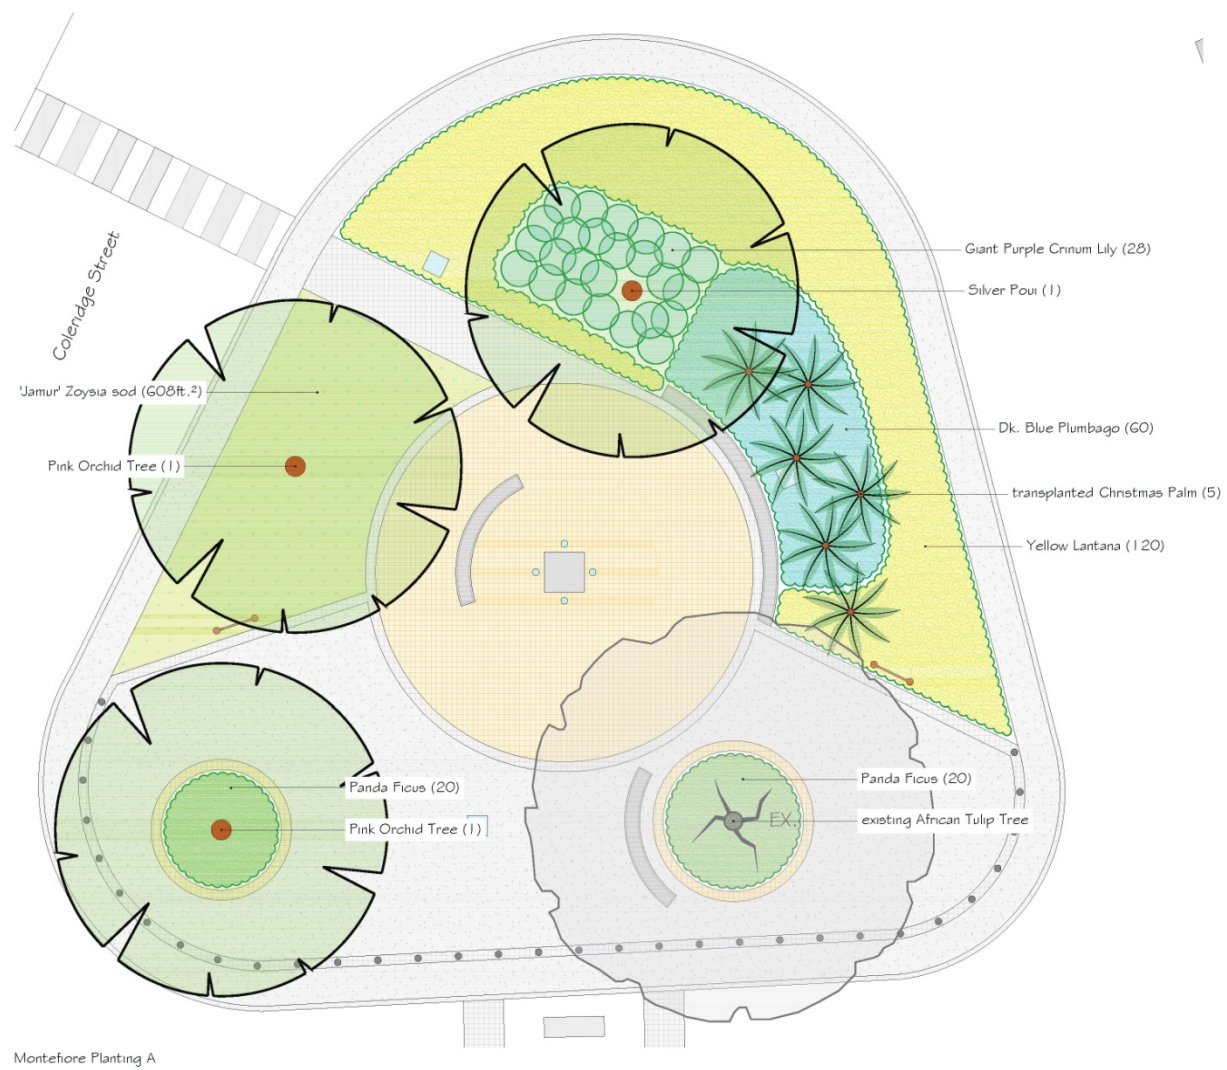 Giant Purple Crinum Lily (28)
Silver Poui (1)
Coleridge Street
'Jamur' Zoysia sod (608ft.²)
Dk. Blue Plumbago (60)
Pink Orchid Tree (1)
transplanted Christmas Palm (5)
Yellow Lantana (120)
Panda Ficus (20)
Panda Ficus (20)
Pink Orchid Tree (1)
EX.
existing African Tulip Tree
Montefiore Planting A